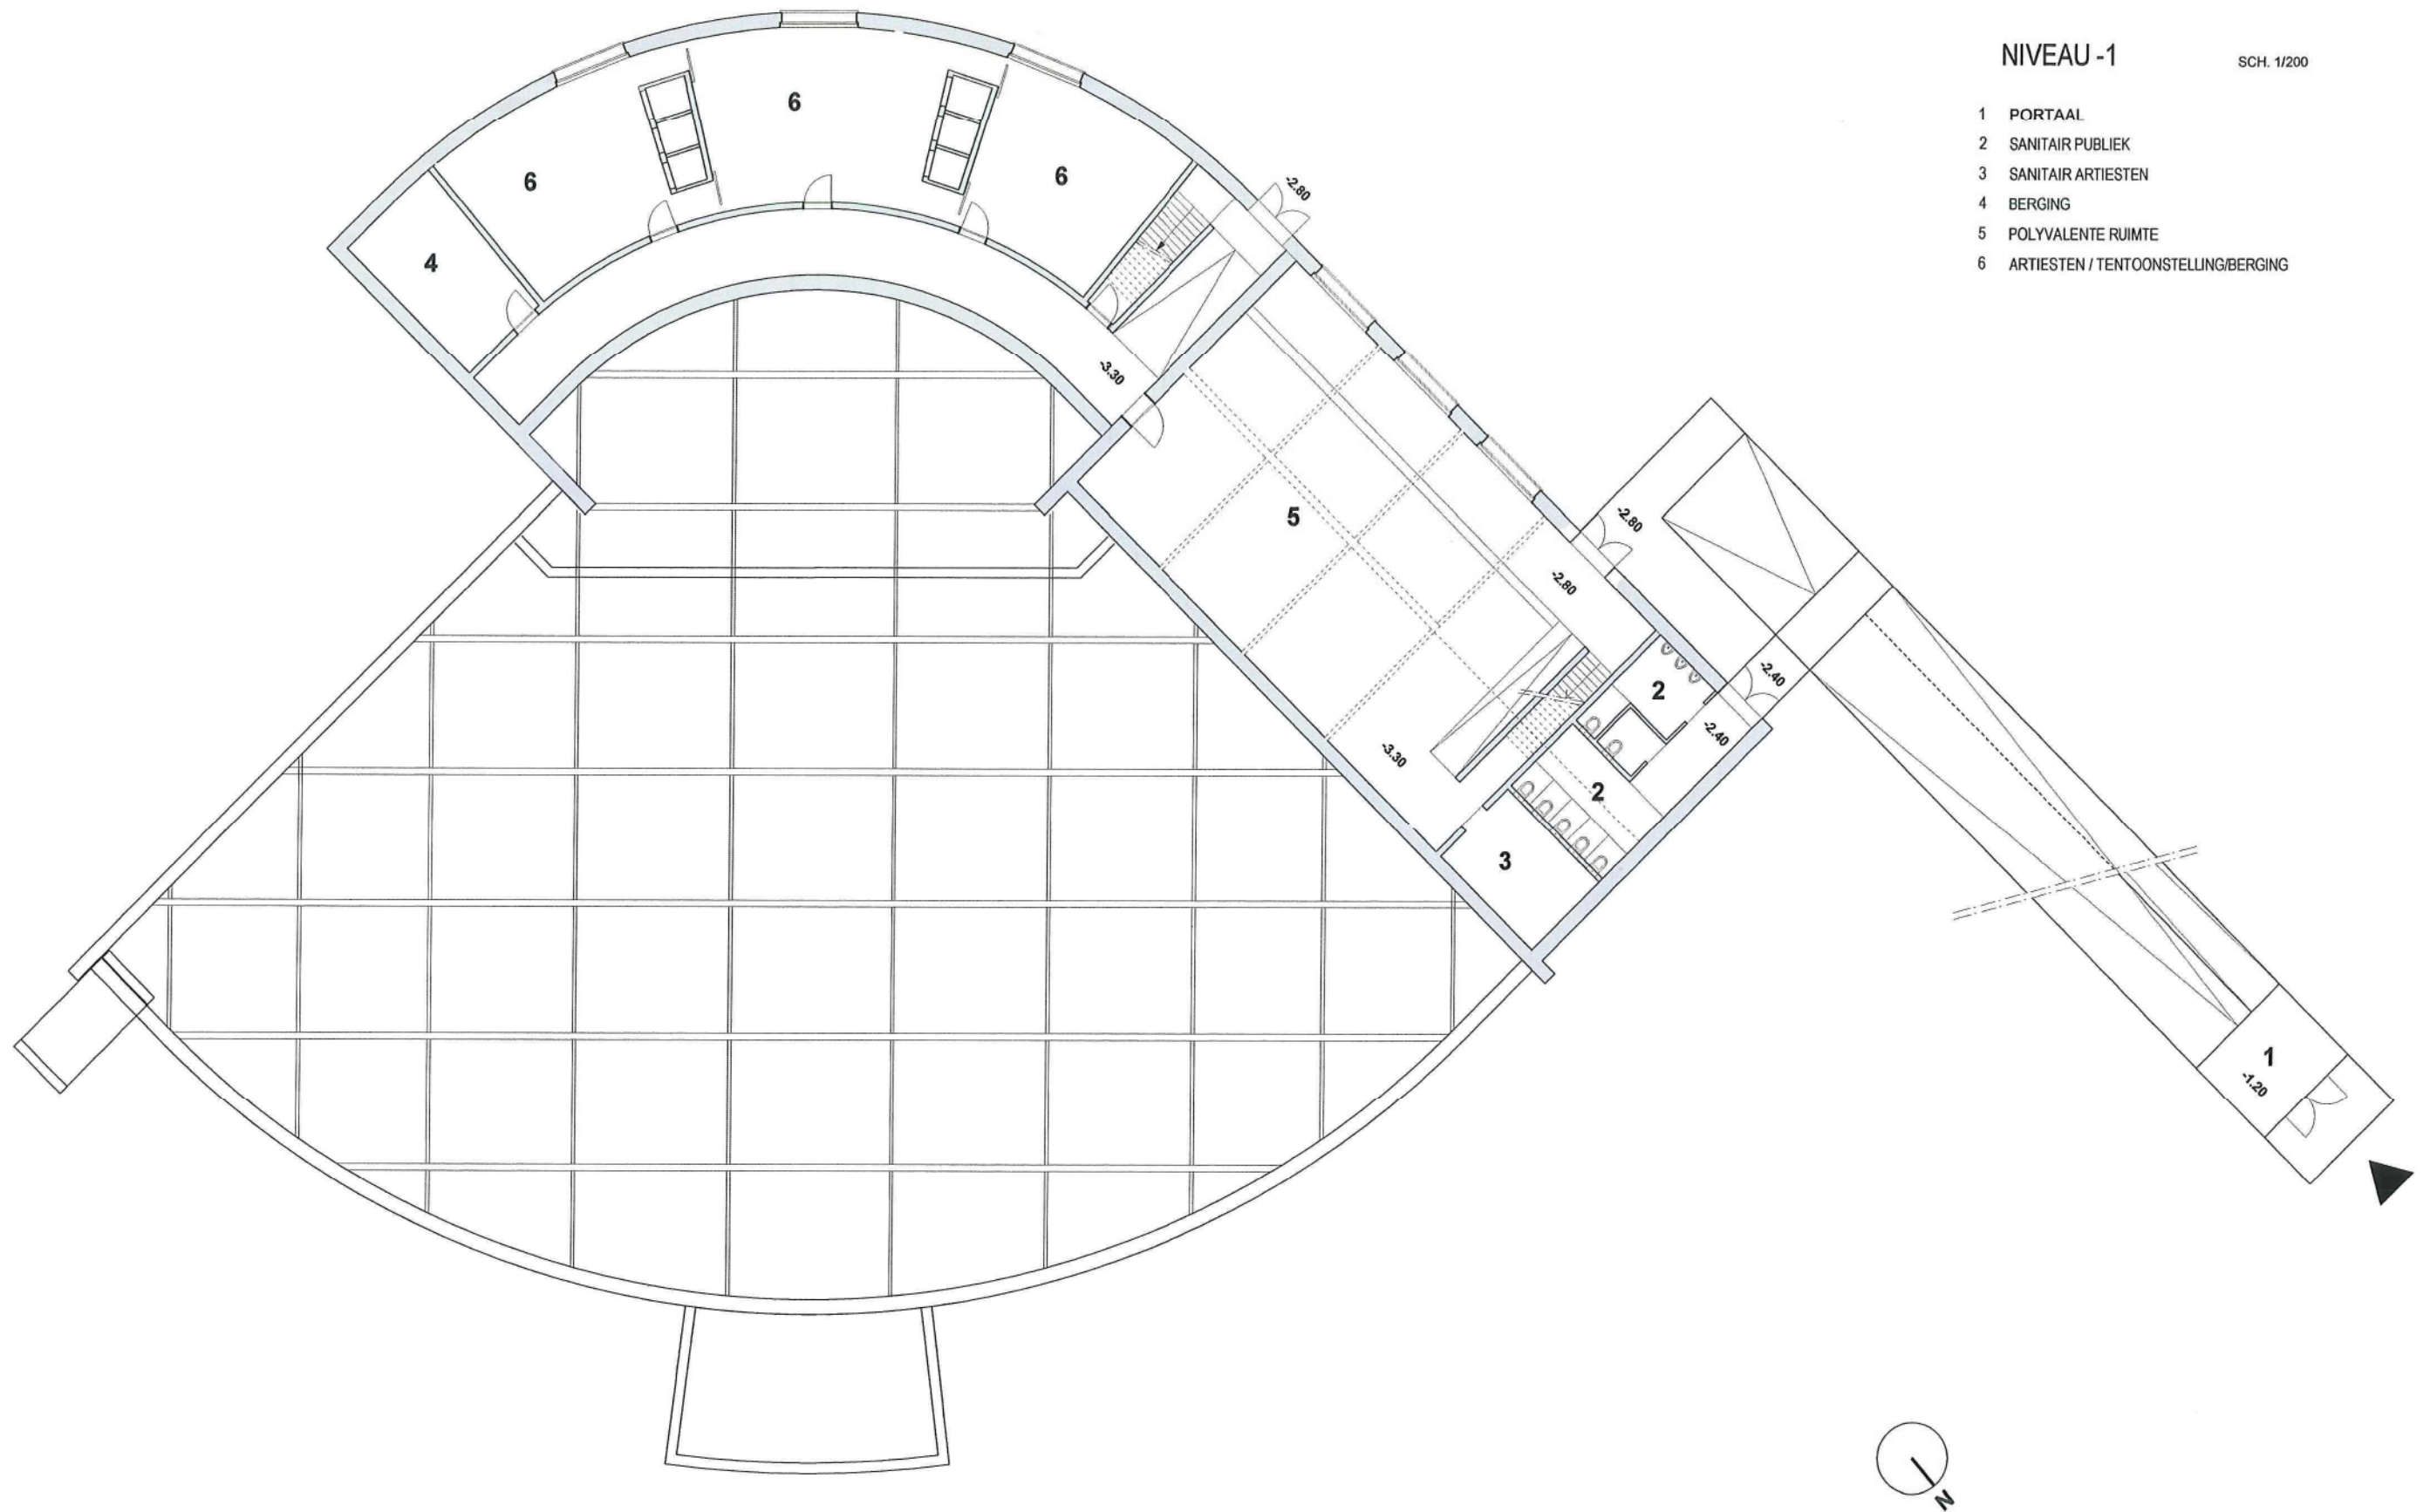 NIVEAU -1 SCH. 1/200
1 PORTAAL
2 SANITAIR PUBLIEK
3 SANITAIR ARTIESTEN
4 BERGING
5 POLYVALENTE RUIMTE
6 ARTIESTEN / TENTOONSTELLING/BERGING
6
6
6
-2.80
4
-3.30
5
-2.80
-2.80
2
-2.40
-2.40
-3.30
2
3
1
-1.20
N